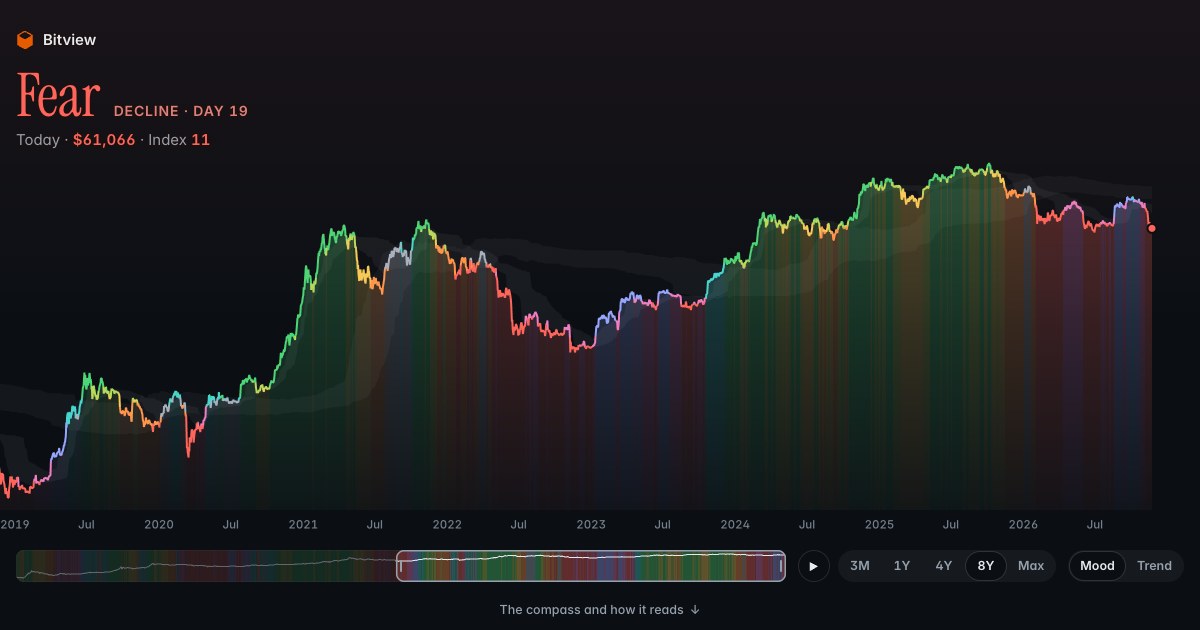 Bitview
Fear DECLINE · DAY 19
Today · $61,066 · Index 11
2019 Jul 2020 Jul 2021 Jul 2022 Jul 2023 Jul 2024 Jul 2025 Jul 2026 Jul
3M 1Y 4Y 8Y Max Mood Trend
The compass and how it reads ↓